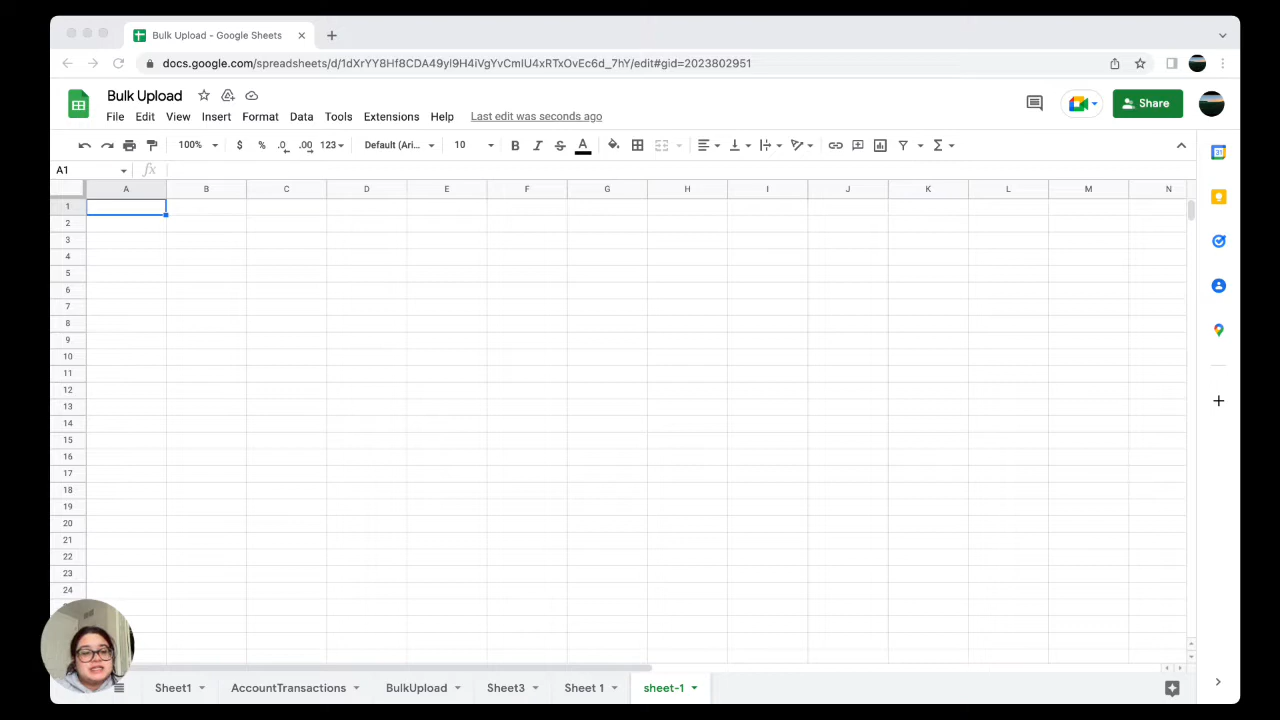 Bulk Upload - Google Sheets
docs.google.com/spreadsheets/d/1dXrYY8Hf8CDA49yl9H4iVgYvCmIU4xRTxOvEc6d_7hY/edit#gid=2023802951
Bulk Upload
Share
File Edit View Insert Format Data Tools Extensions Help Last edit was seconds ago
100% $ % .0 .00 123 Default (Ari... 10 B I S A
A1 fx
A B C D E F G H I J K L M N
1
2
3
4
5
6
7
8
9
10
11
12
13
14
15
16
17
18
19
20
21
22
23
24
Sheet1 AccountTransactions BulkUpload Sheet3 Sheet 1 sheet-1